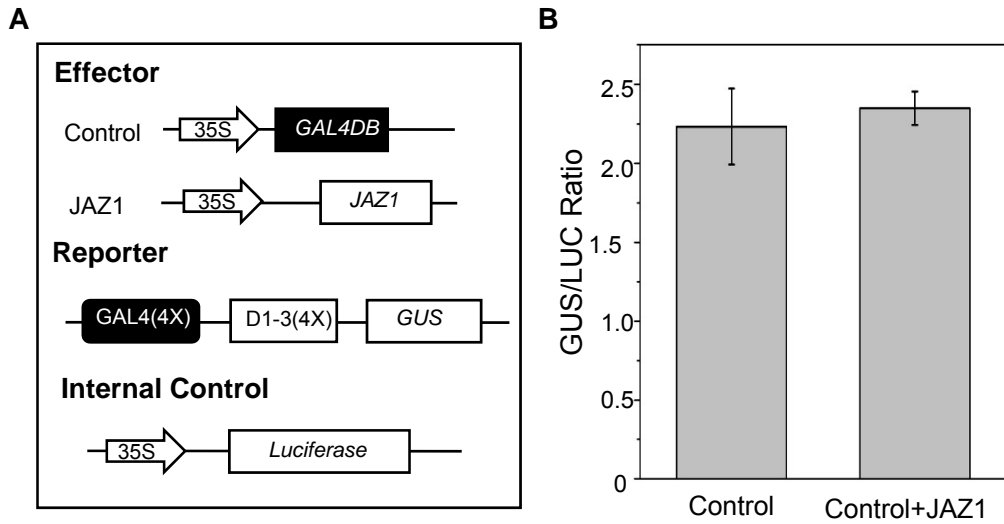 A
Effector
Control
35S
GAL4DB
JAZ1
35S
JAZ1
Reporter
GAL4(4X)
D1-3(4X)
GUS
Internal Control
35S
Luciferase
B
GUS/LUC Ratio
2.5
2.0
1.5
1.0
0.5
0
Control
Control+JAZ1